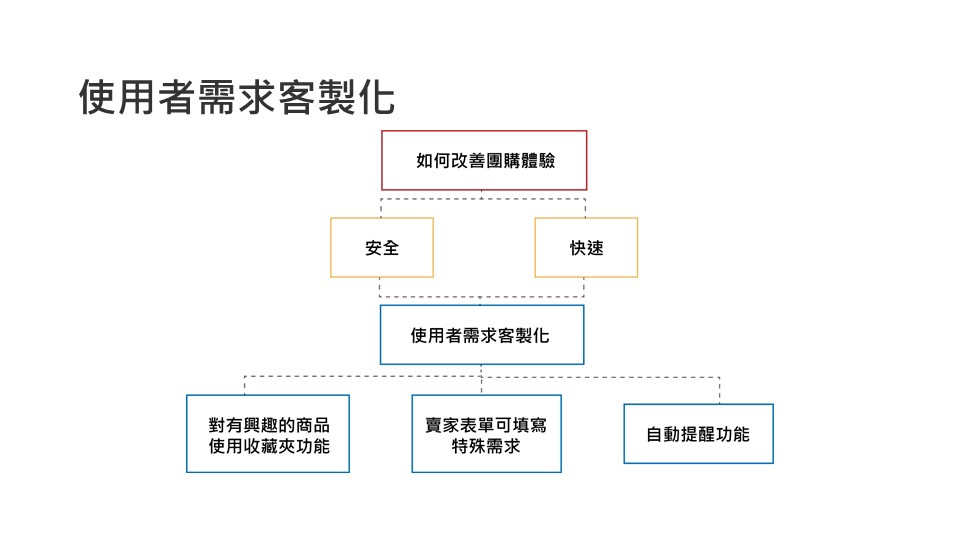 使用者需求客製化
如何改善團購體驗
安全
快速
使用者需求客製化
對有興趣的商品
使用收藏夾功能
賣家表單可填寫
特殊需求
自動提醒功能